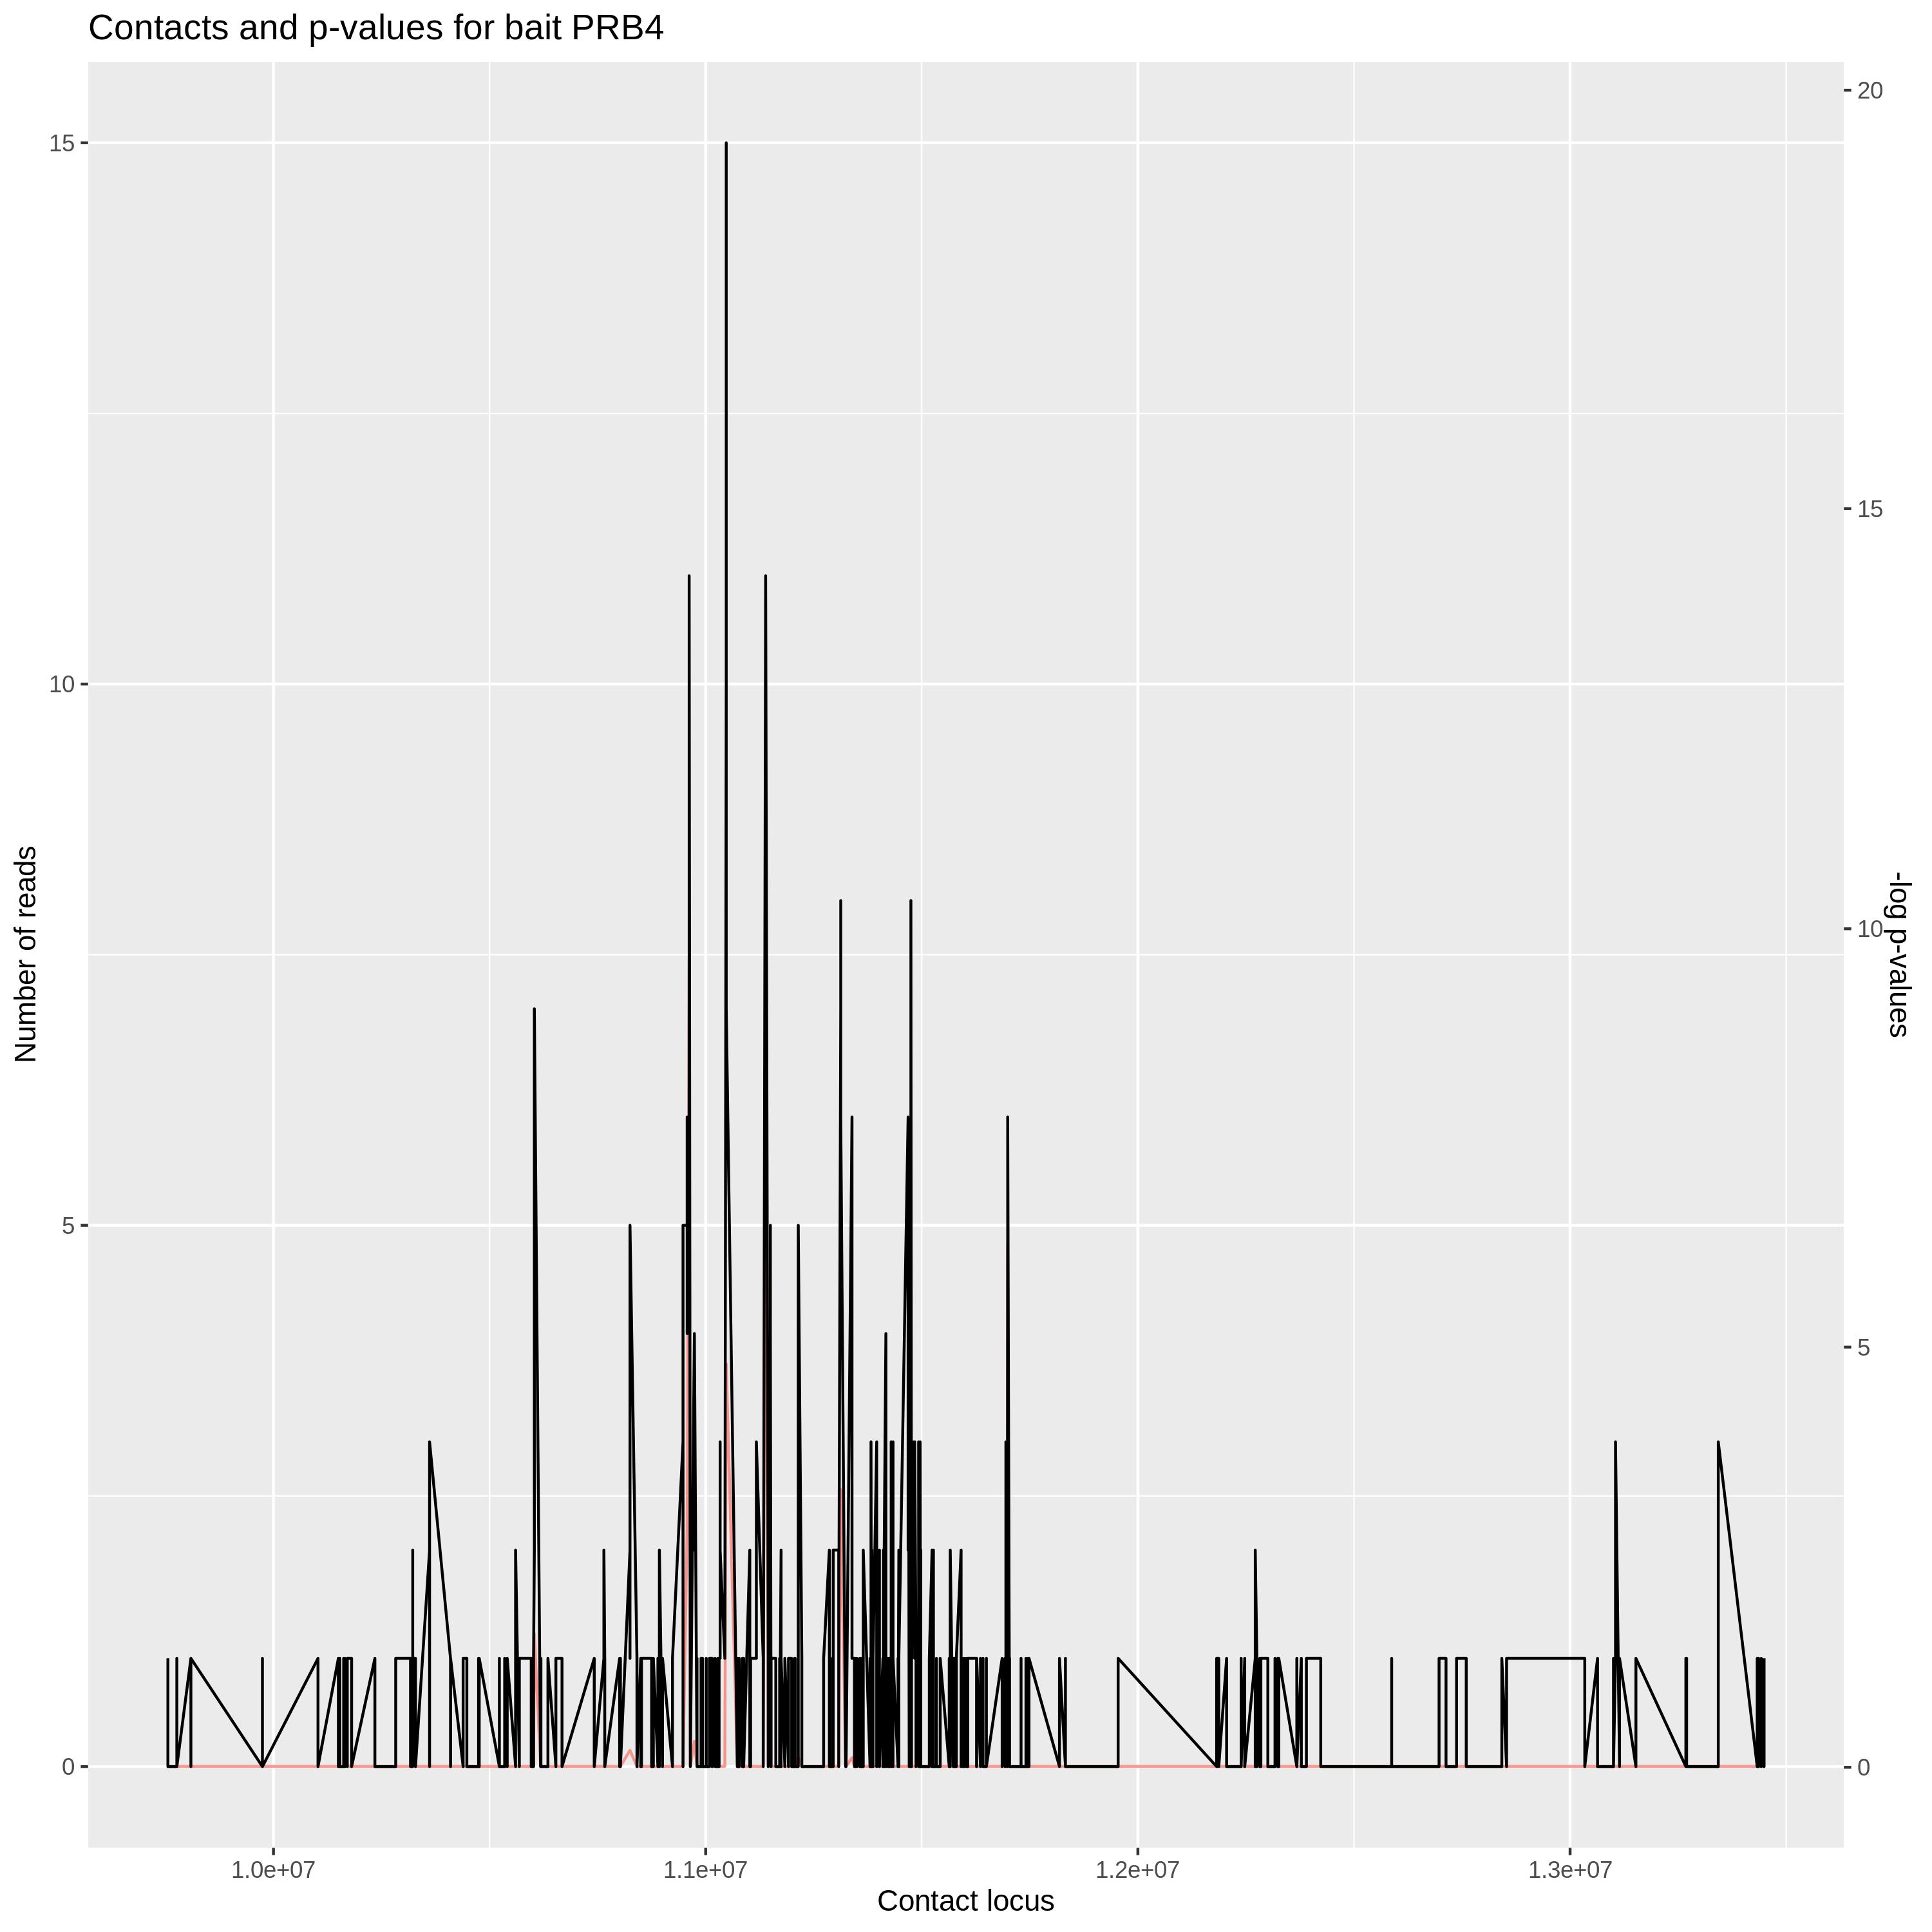 Contacts and p-values for bait PRB4
Number of reads
15
10
5
0
20
15
10
5
0
-log p-values
1.0e+07
1.1e+07
1.2e+07
1.3e+07
Contact locus